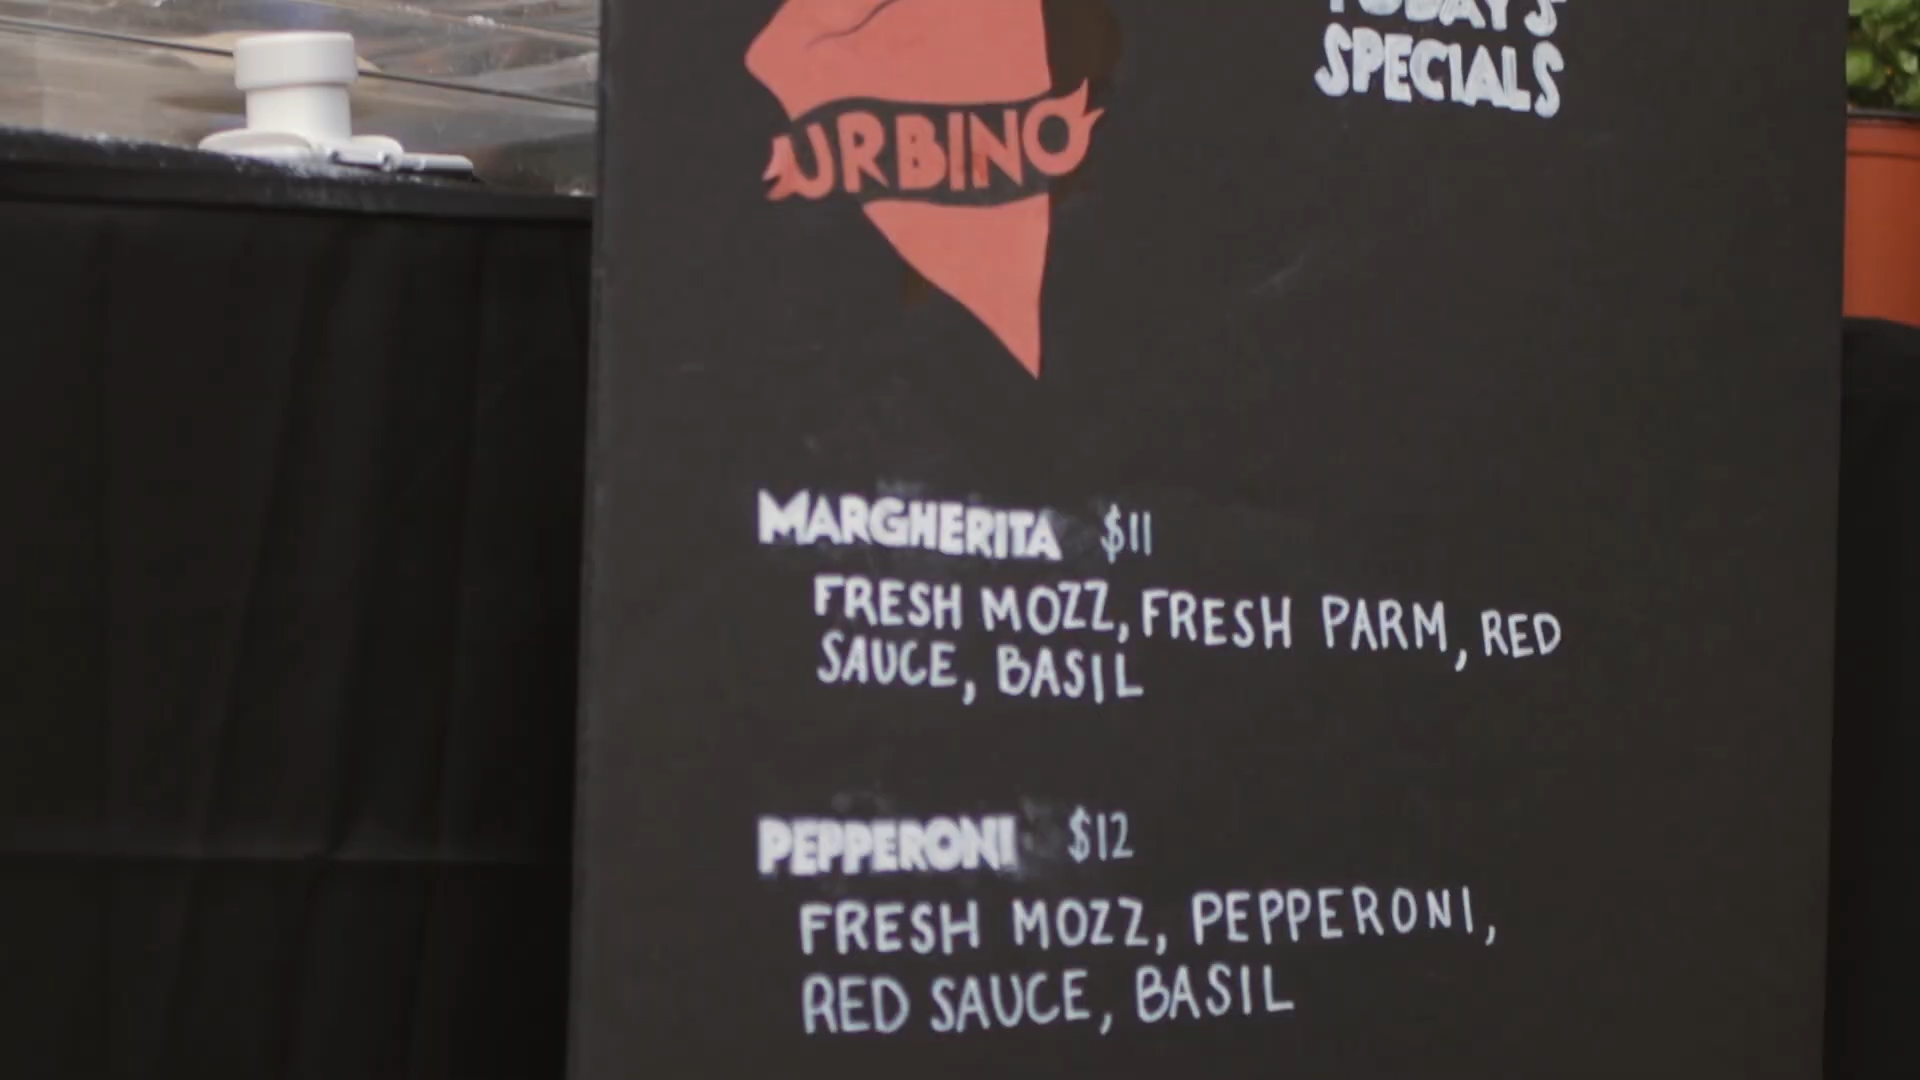 TODAY'S
SPECIALS
URBINO
MARGHERITA $11
FRESH MOZZ, FRESH PARM, RED
SAUCE, BASIL
PEPPERONI $12
FRESH MOZZ, PEPPERONI,
RED SAUCE, BASIL